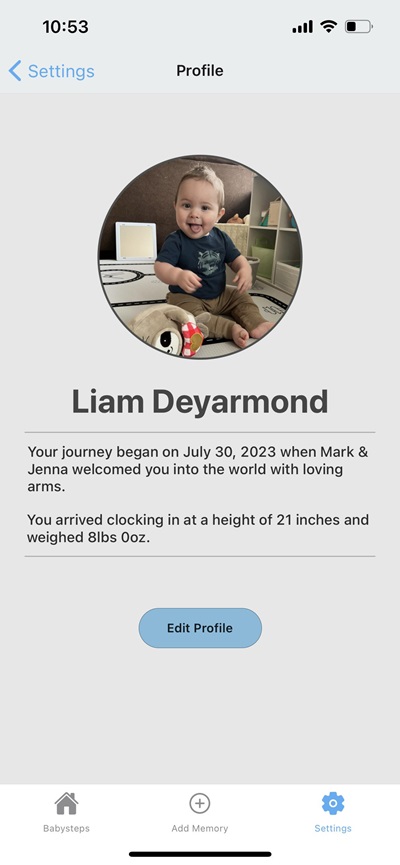 10:53
Settings
Profile
Liam Deyarmond
Your journey began on July 30, 2023 when Mark &
Jenna welcomed you into the world with loving
arms.
You arrived clocking in at a height of 21 inches and
weighed 8lbs 0oz.
Edit Profile
Babysteps
Add Memory
Settings